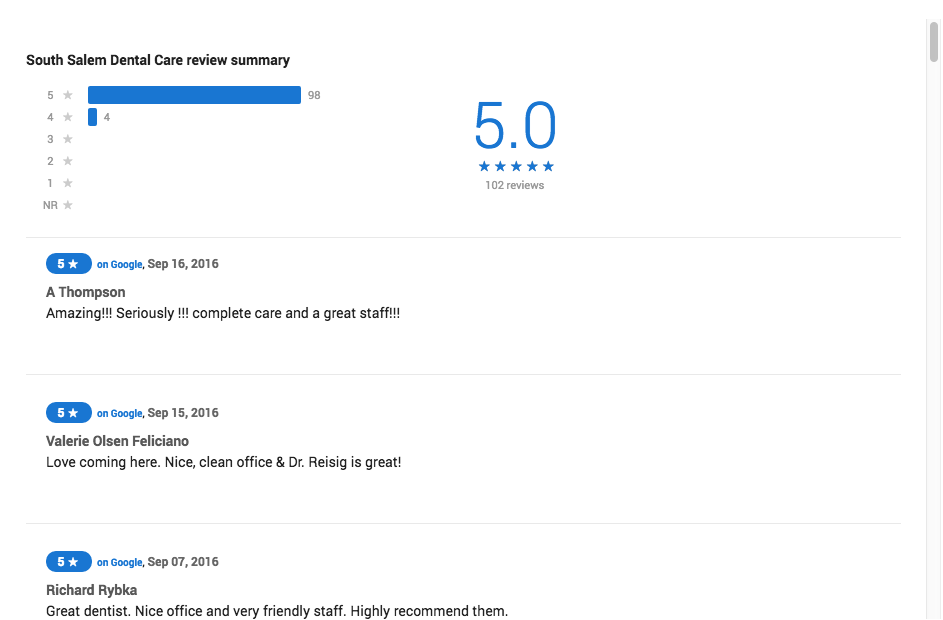 South Salem Dental Care review summary
5 ★ 98
4 ★ 4
3 ★
2 ★
1 ★
NR ★
5.0
★★★★★
102 reviews
5 ★ on Google, Sep 16, 2016
A Thompson
Amazing!!! Seriously !!! complete care and a great staff!!!
5 ★ on Google, Sep 15, 2016
Valerie Olsen Feliciano
Love coming here. Nice, clean office & Dr. Reisig is great!
5 ★ on Google, Sep 07, 2016
Richard Rybka
Great dentist. Nice office and very friendly staff. Highly recommend them.